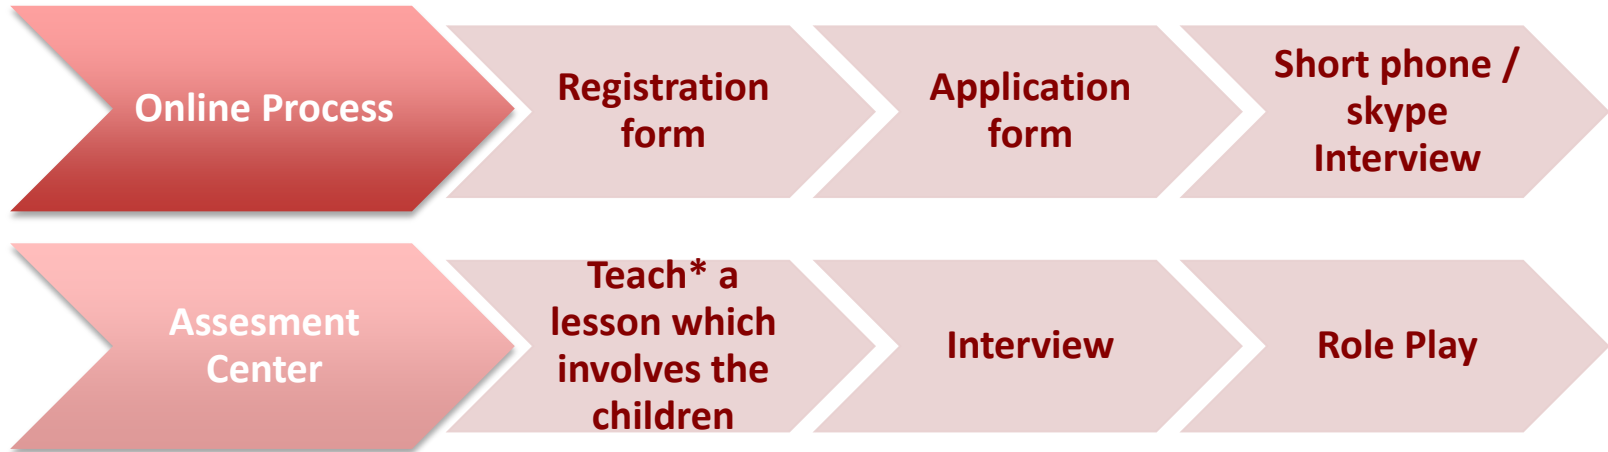 Online Process
Registration
form
Application
form
Short phone /
skype
Interview
Assesment
Center
Teach* a
lesson which
involves the
children
Interview
Role Play